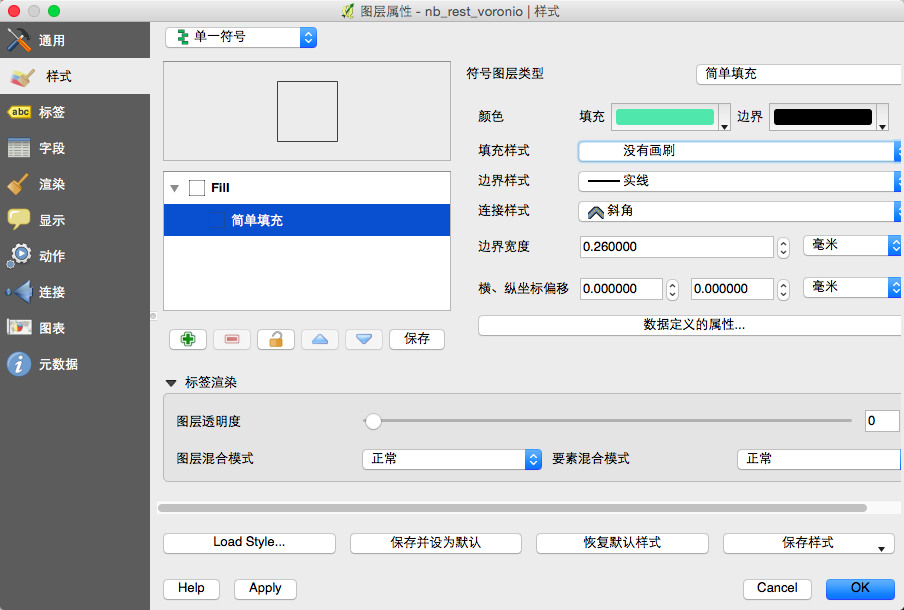 图层属性 - nb_rest_voronio | 样式
通用
样式
abc 标签
字段
渲染
显示
动作
连接
图表
元数据
单一符号
Fill
简单填充
保存
符号图层类型 简单填充
颜色 填充 边界
填充样式 没有画刷
边界样式 实线
连接样式 斜角
边界宽度 0.260000 毫米
横、纵坐标偏移 0.000000 0.000000 毫米
数据定义的属性...
标签渲染
图层透明度 0
图层混合模式 正常 要素混合模式 正常
Load Style... 保存并设为默认 恢复默认样式 保存样式
Help Apply Cancel OK